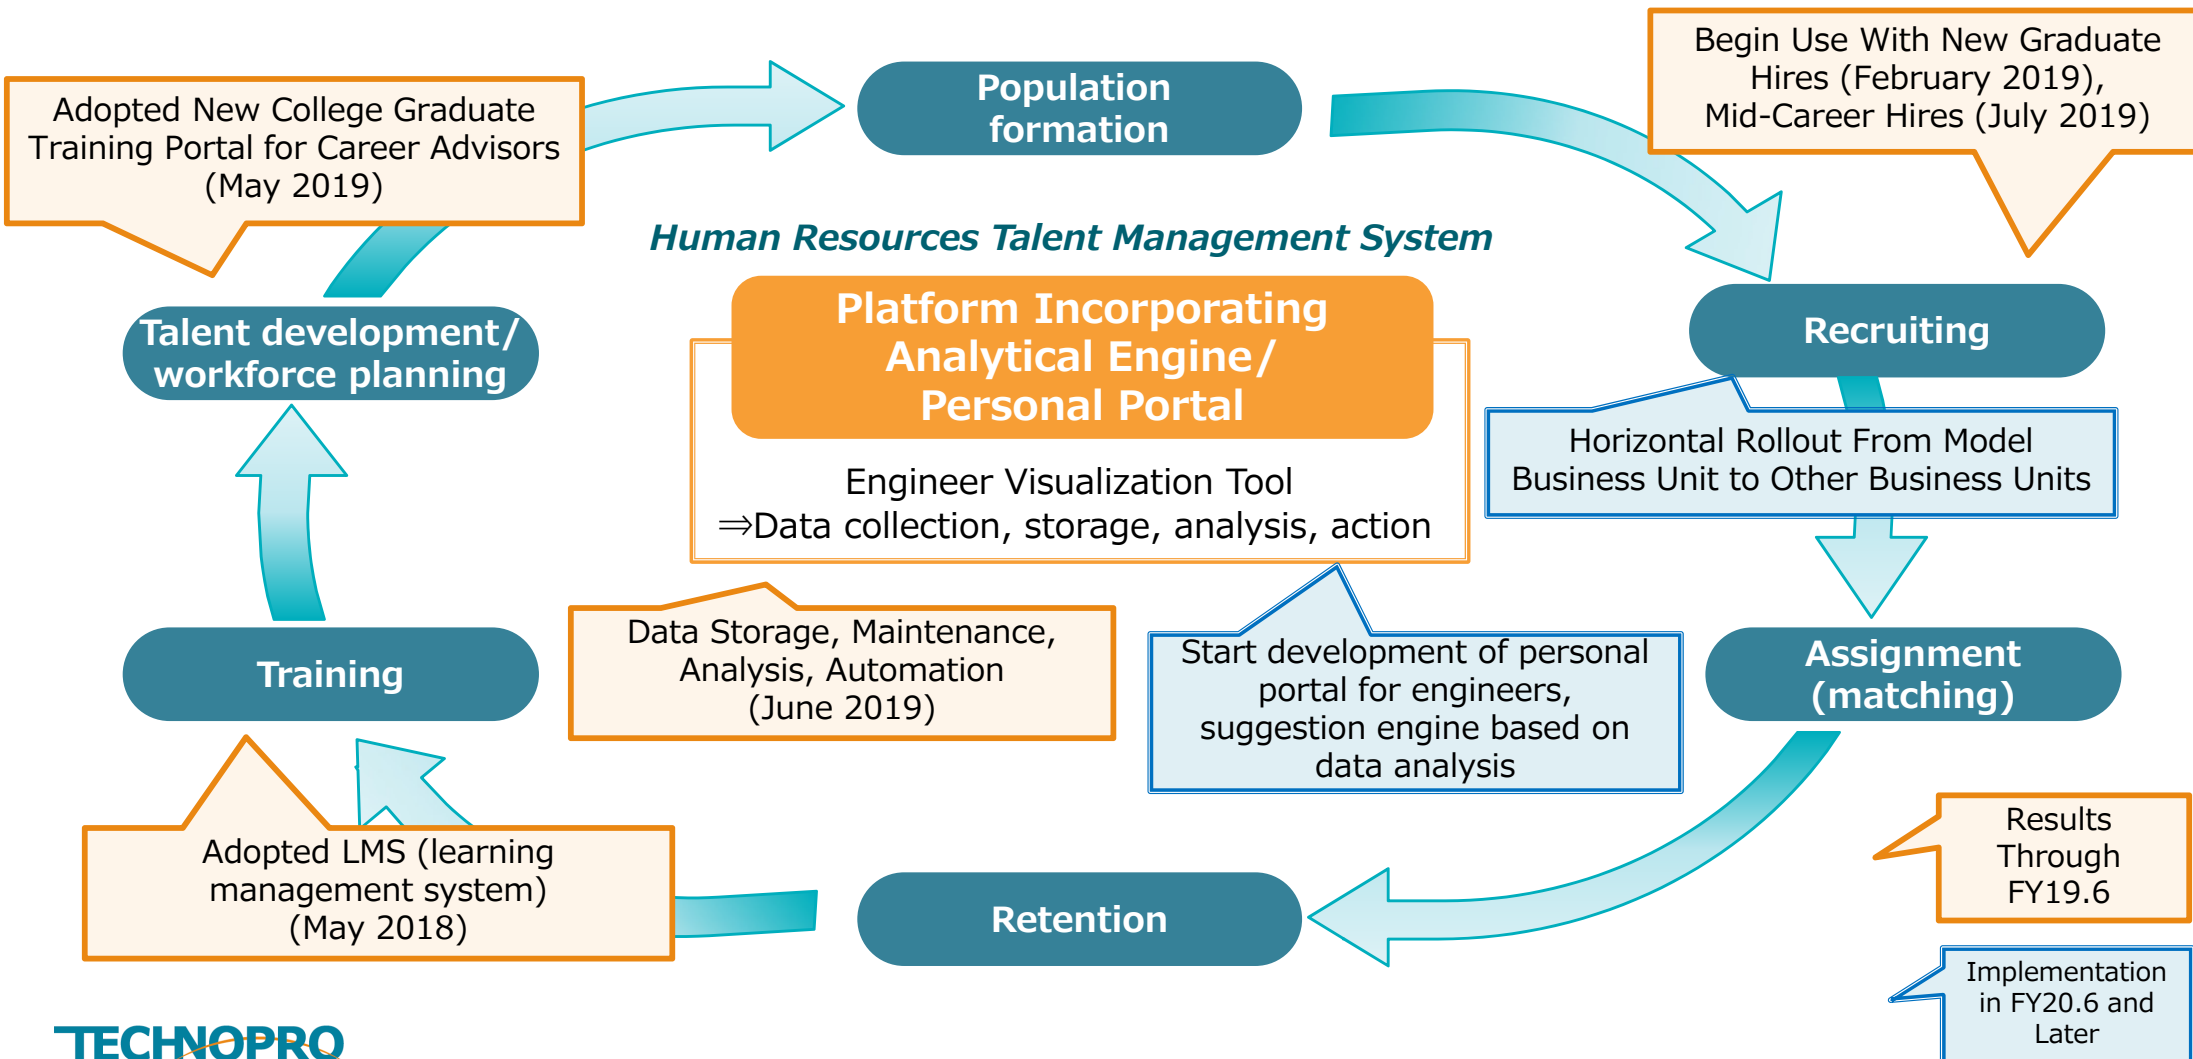 Population
formation
Begin Use With New Graduate
Hires (February 2019),
Mid-Career Hires (July 2019)
Adopted New College Graduate
Training Portal for Career Advisors
(May 2019)
Human Resources Talent Management System
Platform Incorporating
Analytical Engine/
Personal Portal
Engineer Visualization Tool
⇒Data collection, storage, analysis, action
Talent development/
workforce planning
Recruiting
Horizontal Rollout From Model
Business Unit to Other Business Units
Data Storage, Maintenance,
Analysis, Automation
(June 2019)
Start development of personal
portal for engineers,
suggestion engine based on
data analysis
Training
Assignment
(matching)
Adopted LMS (learning
management system)
(May 2018)
Retention
Results
Through
FY19.6
Implementation
in FY20.6 and
Later
TECHNOPRO